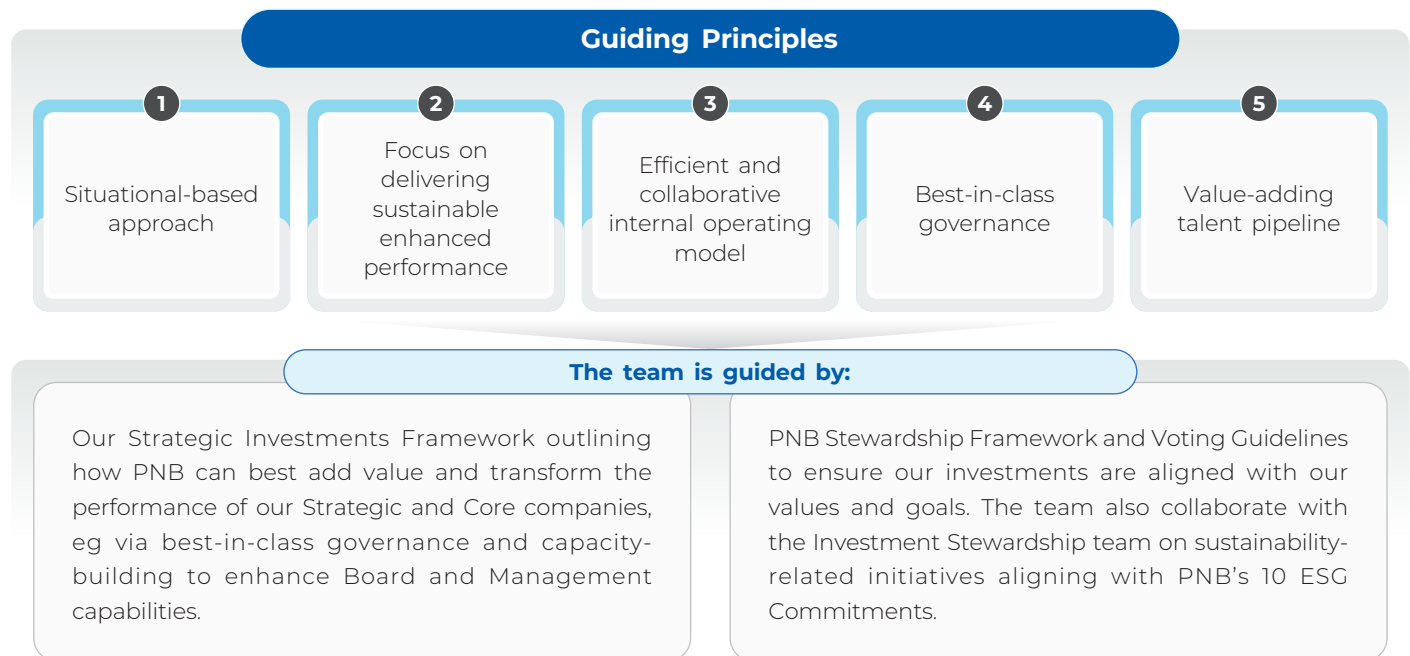 Guiding Principles
1
Situational-based
approach
2
Focus on
delivering
sustainable
enhanced
performance
3
Efficient and
collaborative
internal operating
model
4
Best-in-class
governance
5
Value-adding
talent pipeline
The team is guided by:
Our Strategic Investments Framework outlining
how PNB can best add value and transform the
performance of our Strategic and Core companies,
eg via best-in-class governance and capacity-
building to enhance Board and Management
capabilities.
PNB Stewardship Framework and Voting Guidelines
to ensure our investments are aligned with our
values and goals. The team also collaborate with
the Investment Stewardship team on sustainability-
related initiatives aligning with PNB’s 10 ESG
Commitments.